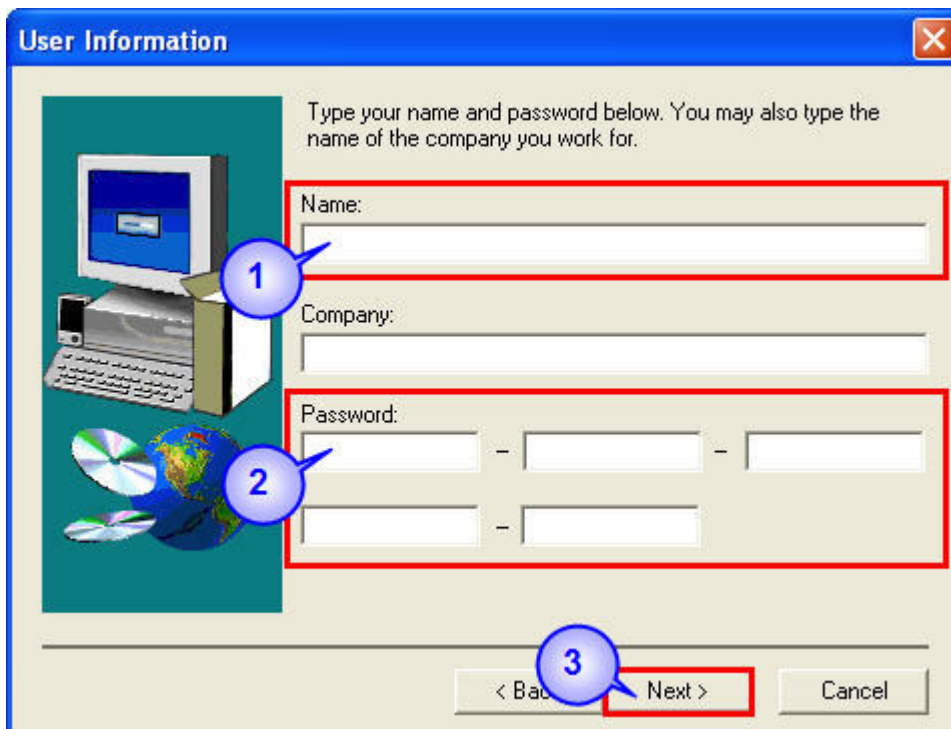 User Information
Type your name and password below. You may also type the
name of the company you work for.
Name:
1
Company:
Password:
– –
2
–
3
< Bac
Next >
Cancel